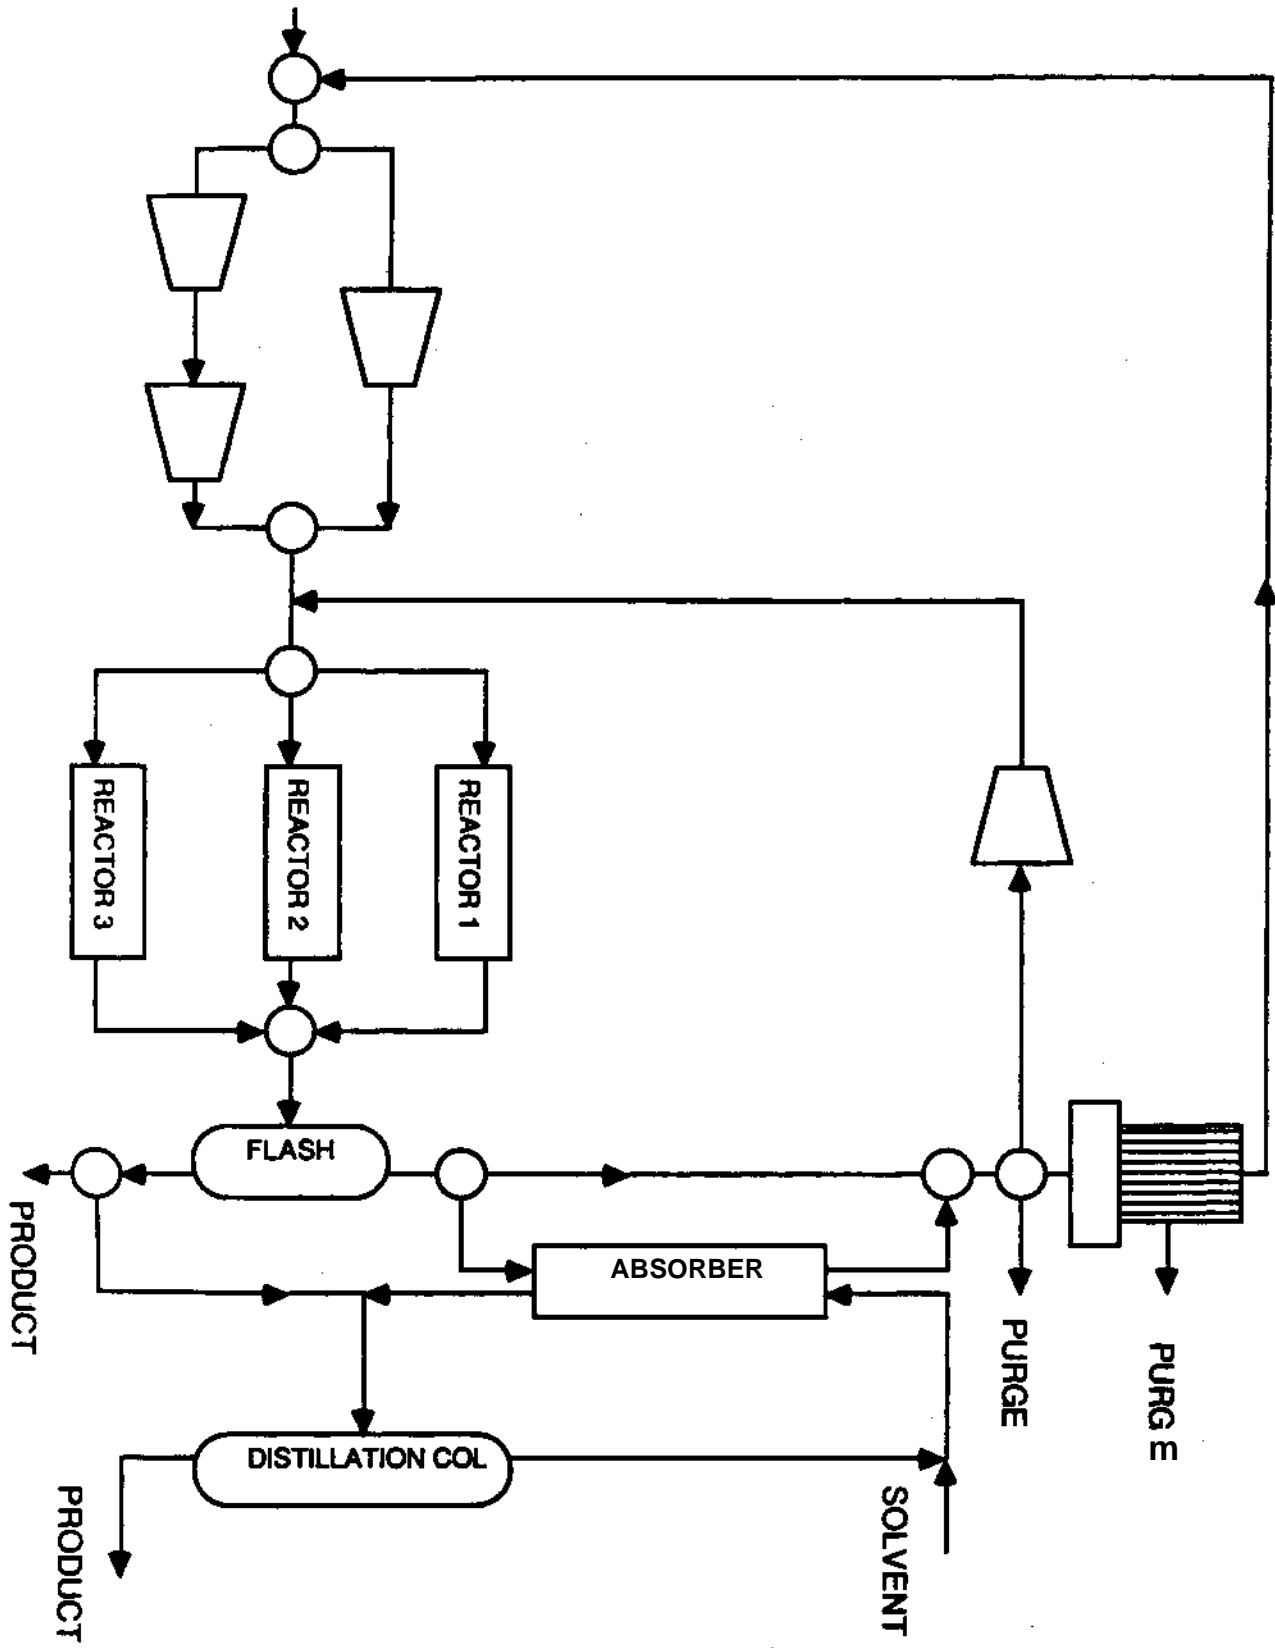 REACTOR 3
REACTOR 2
REACTOR 1
FLASH
ABSORBER
PRODUCT
PURGE
PURG m
DISTILLATION COL
PRODUCT
SOLVENT